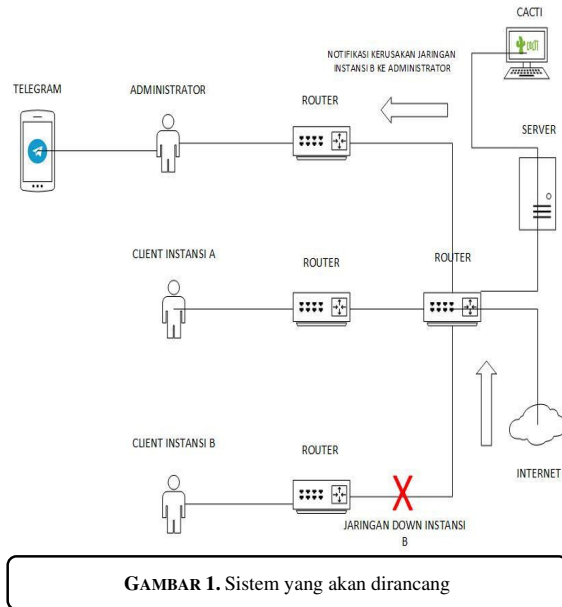 CACTI
NOTIFIKASI KERUSAKAN JARINGAN
INSTANSI B KE ADMINISTRATOR
TELEGRAM
ADMINISTRATOR
ROUTER
SERVER
CLIENT INSTANSI A
ROUTER
ROUTER
CLIENT INSTANSI B
ROUTER
INTERNET
JARINGAN DOWN INSTANSI
B
GAMBAR 1. Sistem yang akan dirancang